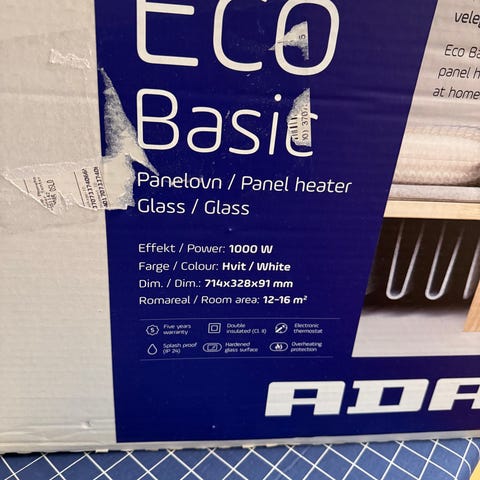 Eco
Basic
Panelovn / Panel heater
Glass / Glass
Effekt / Power: 1000 W
Farge / Colour: Hvit / White
Dim. / Dim.: 714x328x91 mm
Romareal / Room area: 12-16 m²
Five years
warranty
Double
insulated (Cl. II)
Electronic
thermostat
Splash proof
(IP 24)
Hardened
glass surface
Overheating
protection
ADA
veleg
Eco Ba
panel h
at home